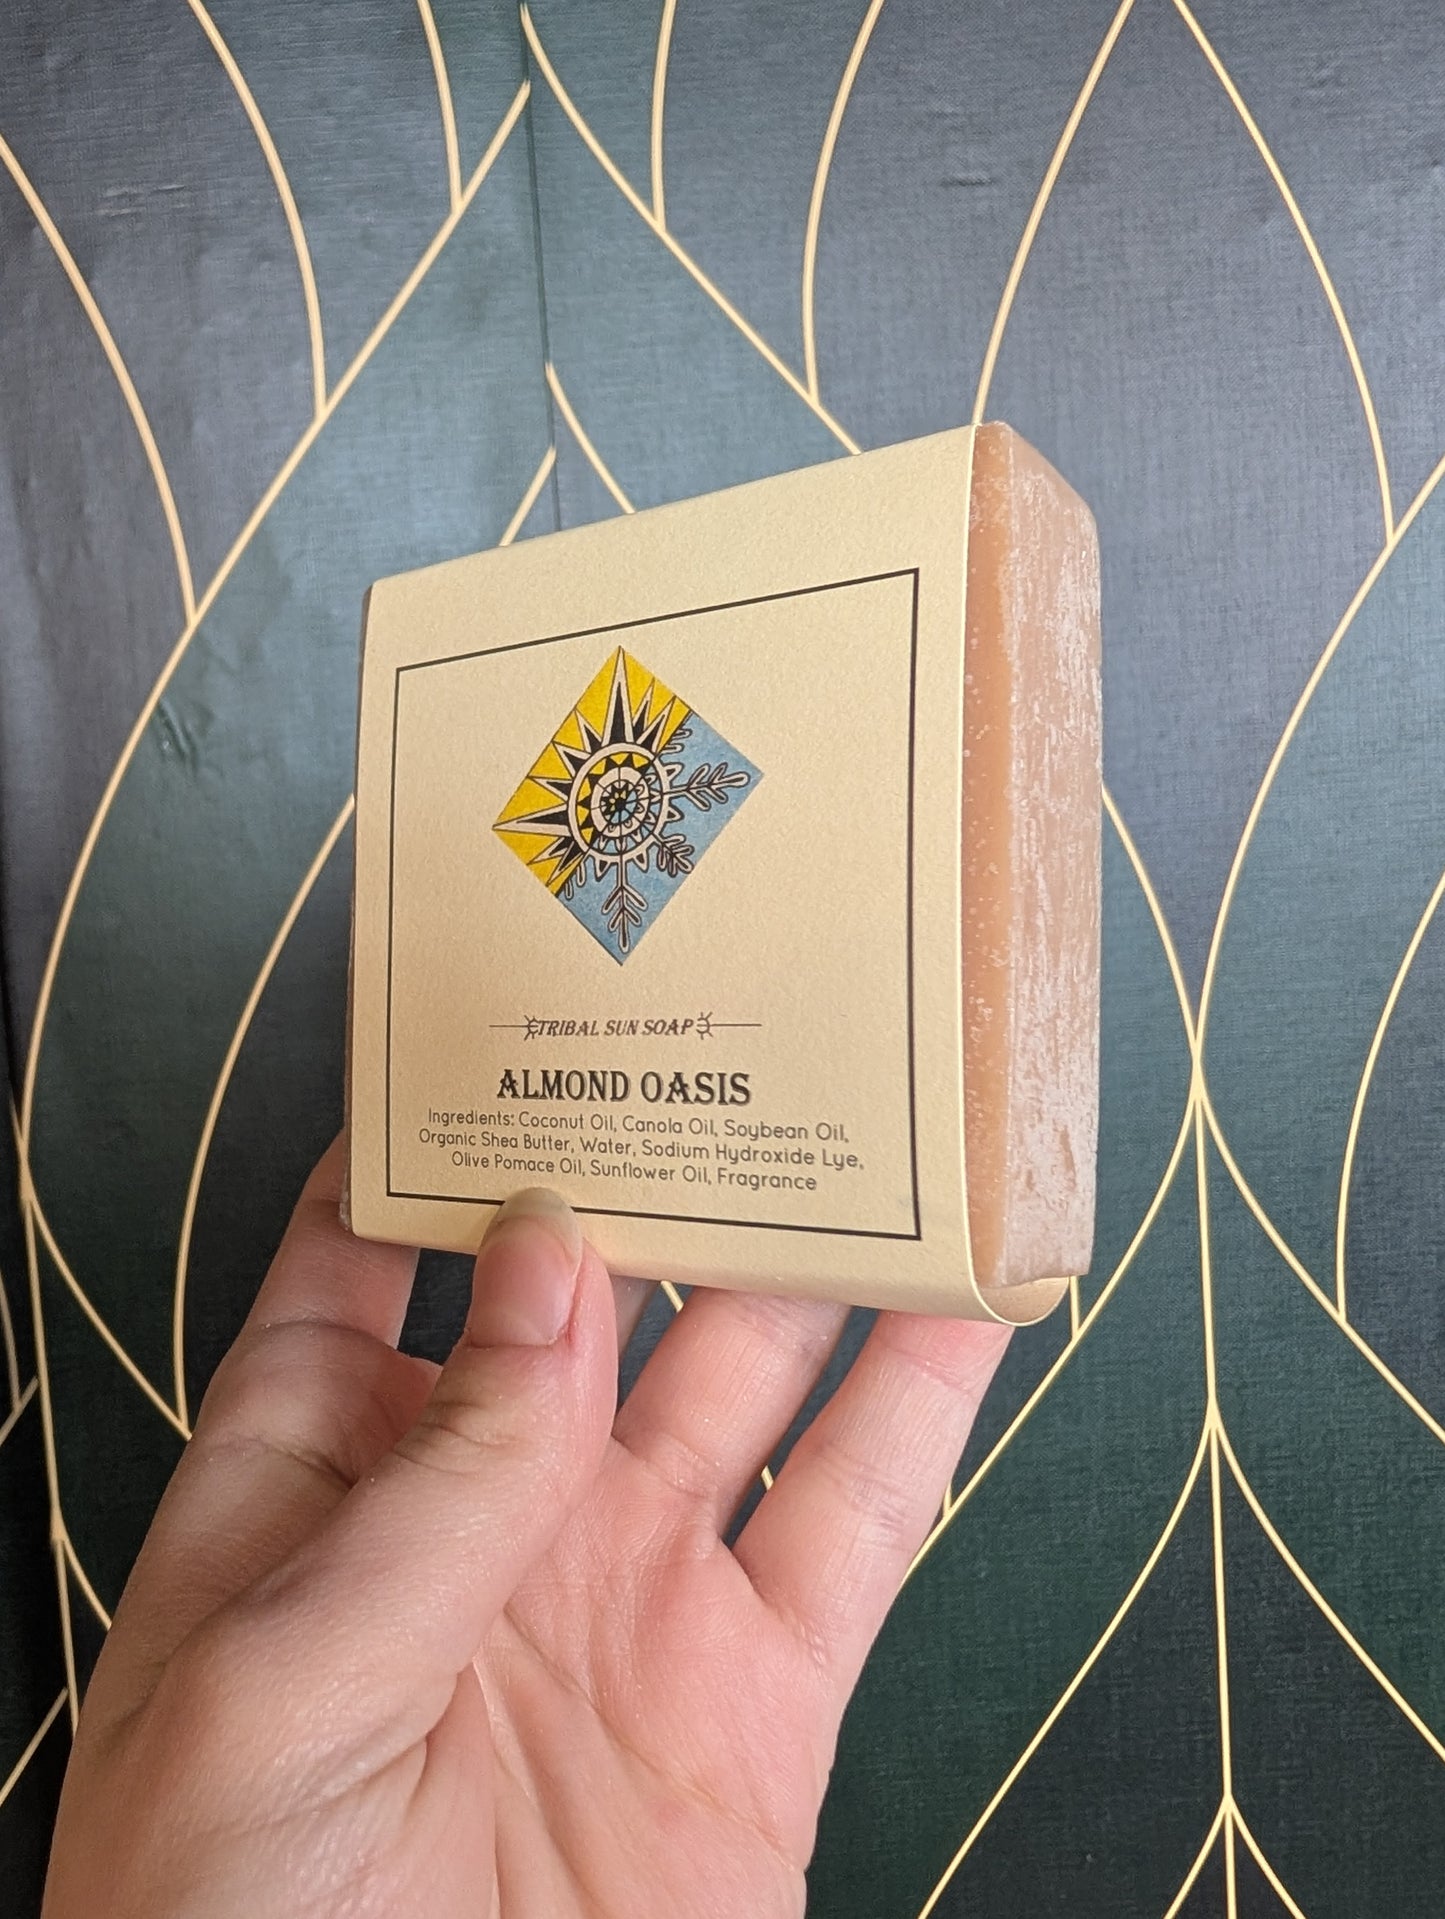 TRIBAL SUN SOAP
ALMOND OASIS
Ingredients: Coconut Oil, Canola Oil, Soybean Oil,
Organic Shea Butter, Water, Sodium Hydroxide Lye,
Olive Pomace Oil, Sunflower Oil, Fragrance